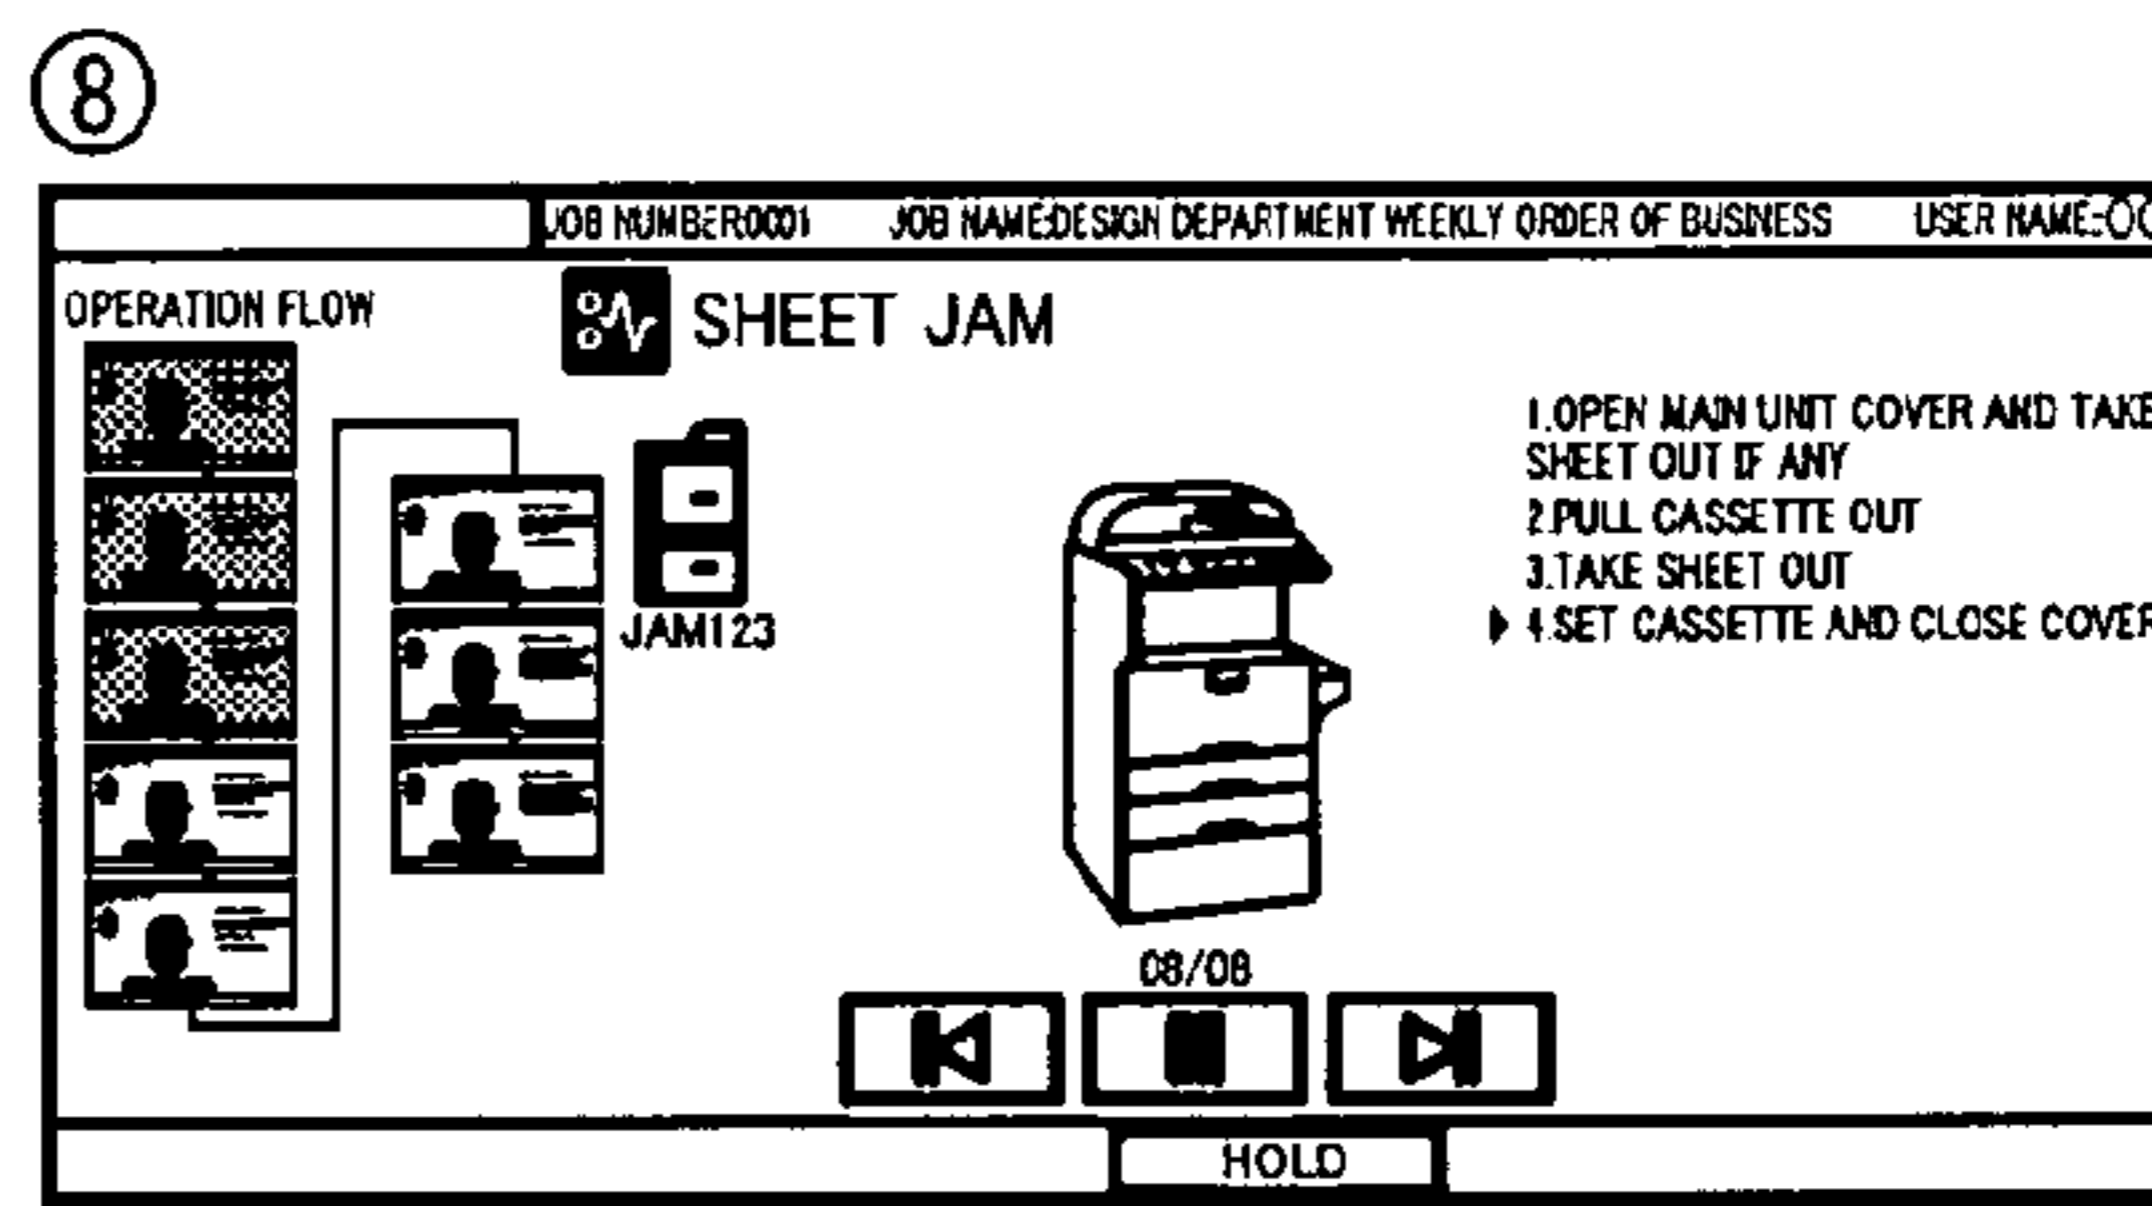 8
JOB NUMBER0001 JOB NAME:DESIGN DEPARTMENT WEEKLY ORDER OF BUSINESS USER NAME:
OPERATION FLOW
SHEET JAM
JAM123
1.OPEN MAIN UNIT COVER AND TAKE
SHEET OUT IF ANY
2.PULL CASSETTE OUT
3.TAKE SHEET OUT
4.SET CASSETTE AND CLOSE COVER
08/08
HOLD